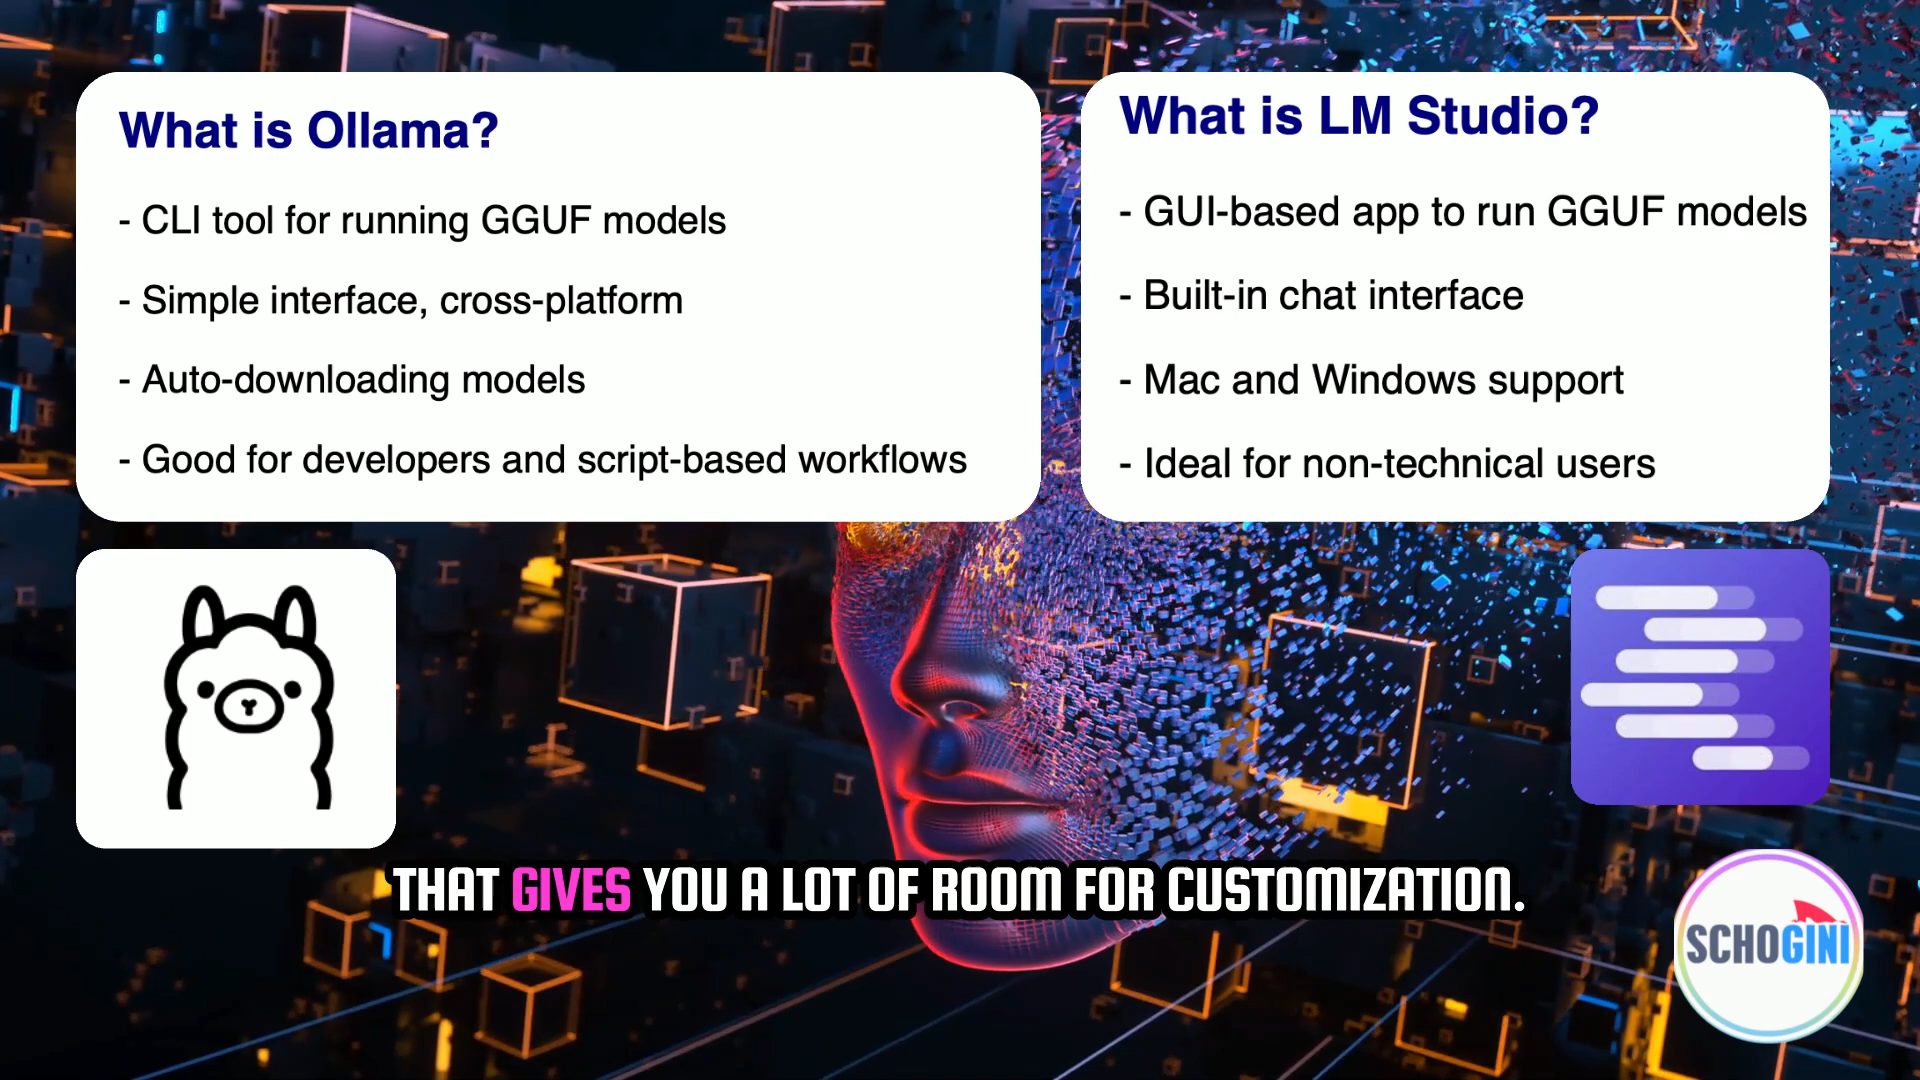 What is Ollama?
- CLI tool for running GGUF models
- Simple interface, cross-platform
- Auto-downloading models
- Good for developers and script-based workflows
What is LM Studio?
- GUI-based app to run GGUF models
- Built-in chat interface
- Mac and Windows support
- Ideal for non-technical users
THAT GIVES YOU A LOT OF ROOM FOR CUSTOMIZATION.
SCHOGINI